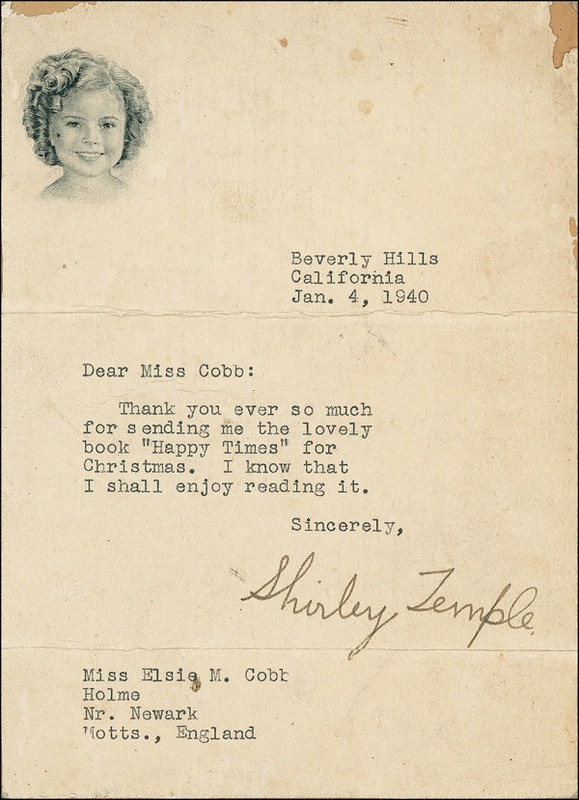 Beverly Hills
California
Jan. 4, 1940
Dear Miss Cobb:
Thank you ever so much
for sending me the lovely
book "Happy Times" for
Christmas. I know that
I shall enjoy reading it.
Sincerely,
Shirley Temple
Miss Elsie M. Cobb
Holme
Nr. Newark
Notts., England